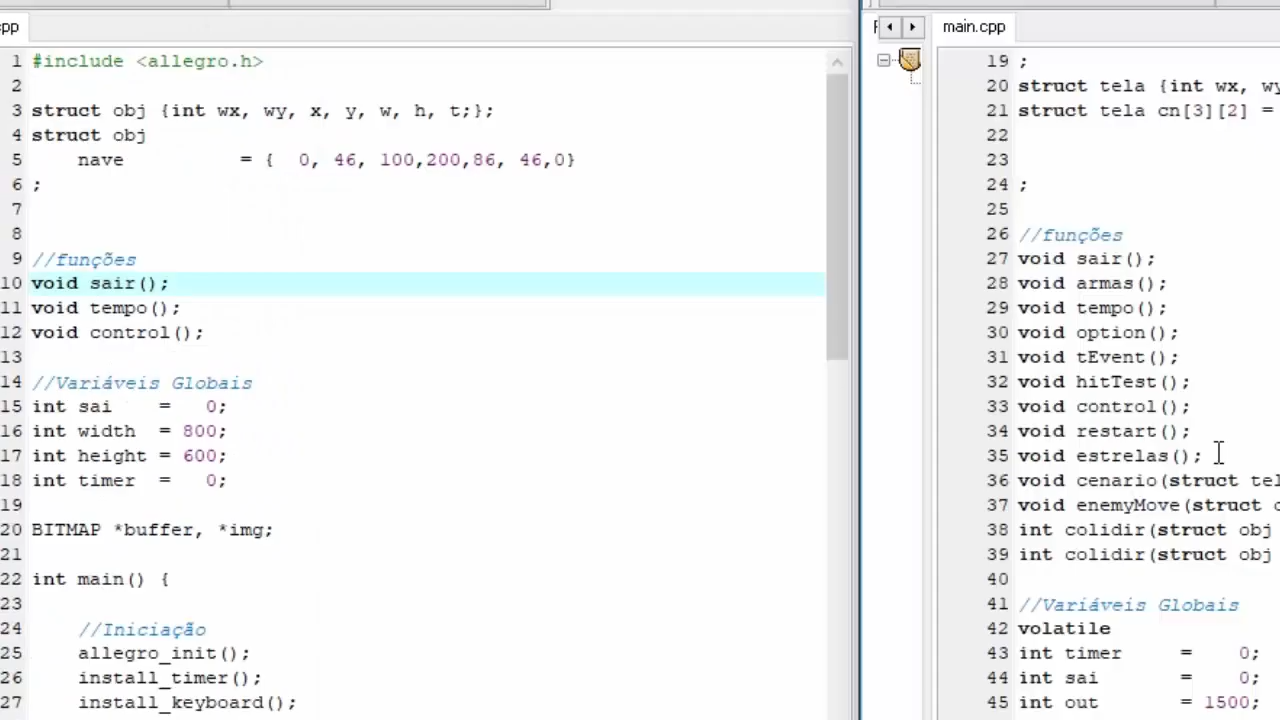 cpp
1 #include <allegro.h>
2
3 struct obj {int wx, wy, x, y, w, h, t;};
4 struct obj
5     nave          = {  0, 46, 100,200,86, 46,0}
6 ;
7
8
9 //funções
10 void sair();
11 void tempo();
12 void control();
13
14 //Variáveis Globais
15 int sai    =   0;
16 int width  = 800;
17 int height = 600;
18 int timer  =   0;
19
20 BITMAP *buffer, *img;
21
22 int main() {
23
24     //Iniciação
25     allegro_init();
26     install_timer();
27     install_keyboard();
main.cpp
19 ;
20 struct tela {int wx, wy
21 struct tela cn[3][2] =
22
23
24 ;
25
26 //funções
27 void sair();
28 void armas();
29 void tempo();
30 void option();
31 void tEvent();
32 void hitTest();
33 void control();
34 void restart();
35 void estrelas();
36 void cenario(struct tel
37 void enemyMove(struct o
38 int colidir(struct obj
39 int colidir(struct obj
40
41 //Variáveis Globais
42 volatile
43 int timer     =    0;
44 int sai       =    0;
45 int out       = 1500;